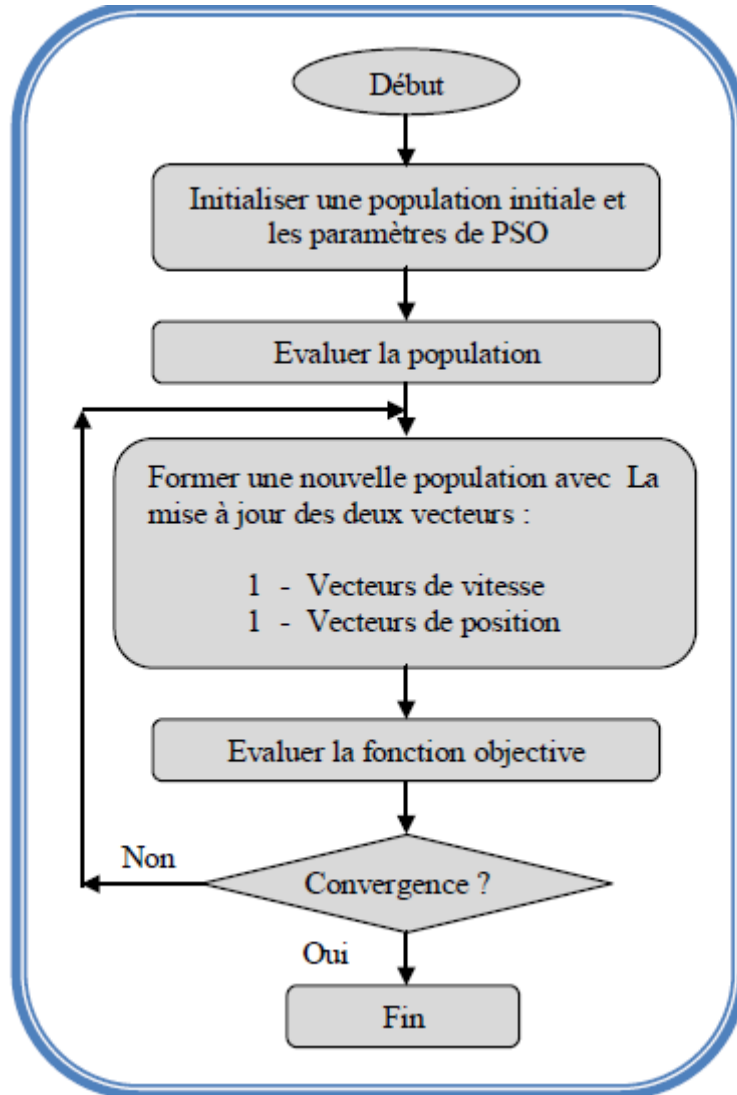 Début
Initialiser une population initiale et
les paramètres de PSO
Evaluer la population
Former une nouvelle population avec La
mise à jour des deux vecteurs :
1 - Vecteurs de vitesse
1 - Vecteurs de position
Evaluer la fonction objective
Non
Convergence ?
Oui
Fin